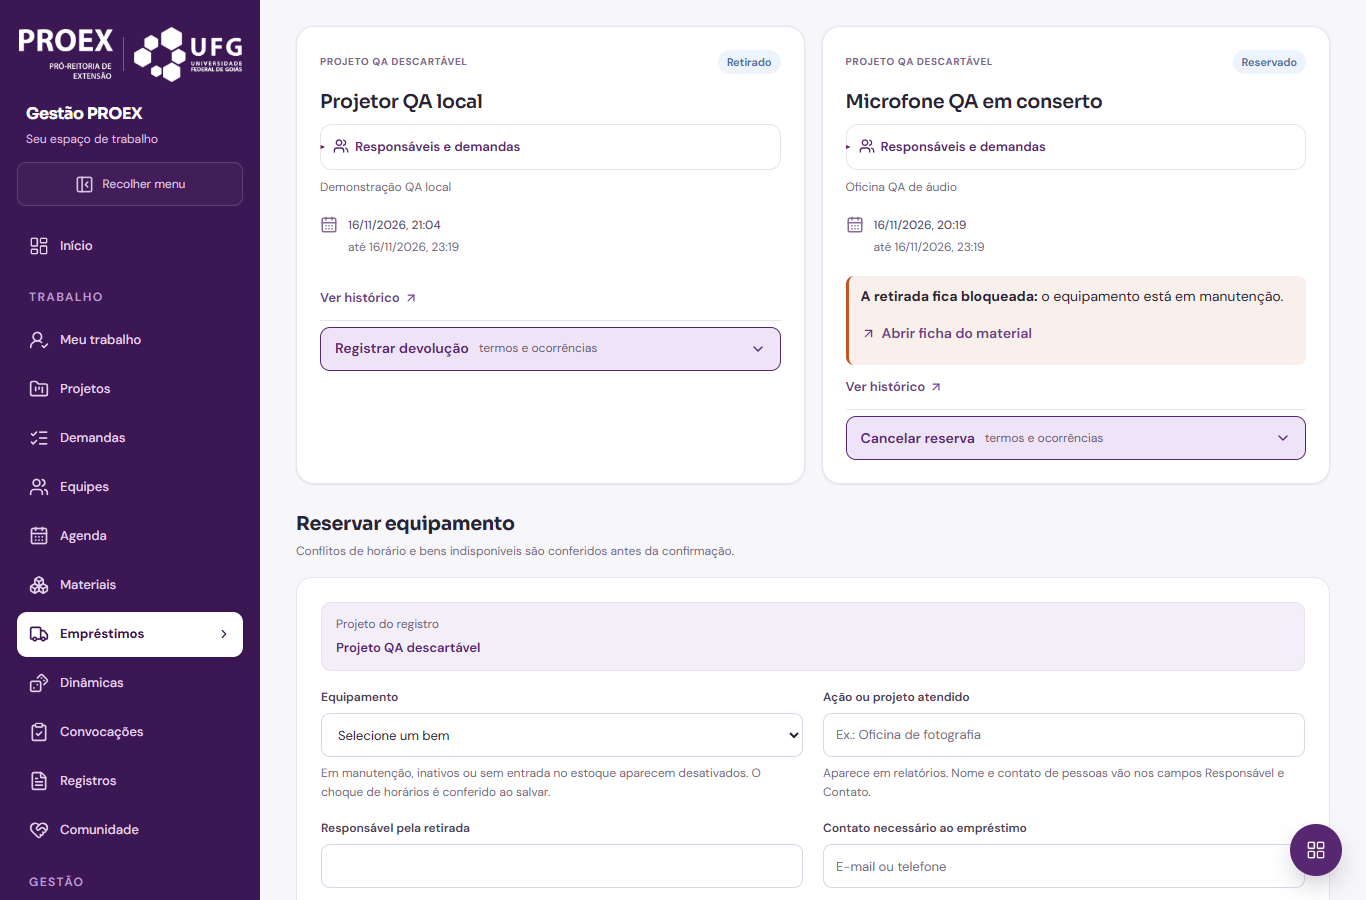 PROEX
PRÓ-REITORIA DE
EXTENSÃO
UFG
UNIVERSIDADE
FEDERAL DE GOIÁS
Gestão PROEX
Seu espaço de trabalho
Recolher menu
Início
TRABALHO
Meu trabalho
Projetos
Demandas
Equipes
Agenda
Materiais
Empréstimos
Dinâmicas
Convocações
Registros
Comunidade
GESTÃO
PROJETO QA DESCARTÁVEL
Retirado
Projetor QA local
Responsáveis e demandas
Demonstração QA local
16/11/2026, 21:04
até 16/11/2026, 23:19
Ver histórico
Registrar devolução termos e ocorrências
PROJETO QA DESCARTÁVEL
Reservado
Microfone QA em conserto
Responsáveis e demandas
Oficina QA de áudio
16/11/2026, 20:19
até 16/11/2026, 23:19
A retirada fica bloqueada: o equipamento está em manutenção.
Abrir ficha do material
Ver histórico
Cancelar reserva termos e ocorrências
Reservar equipamento
Conflitos de horário e bens indisponíveis são conferidos antes da confirmação.
Projeto do registro
Projeto QA descartável
Equipamento
Selecione um bem
Em manutenção, inativos ou sem entrada no estoque aparecem desativados. O
choque de horários é conferido ao salvar.
Ação ou projeto atendido
Ex.: Oficina de fotografia
Aparece em relatórios. Nome e contato de pessoas vão nos campos Responsável e
Contato.
Responsável pela retirada
Contato necessário ao empréstimo
E-mail ou telefone